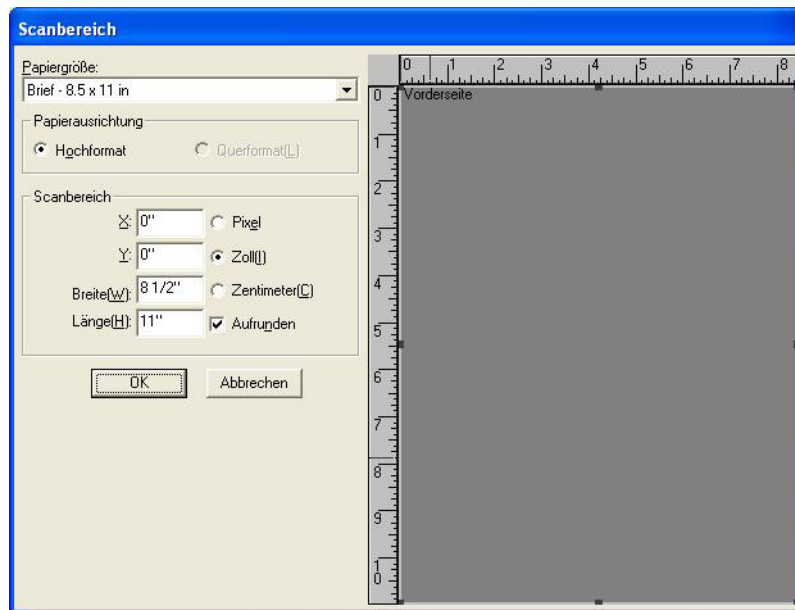 Scanbereich
Papiergröße:
Brief - 8.5 x 11 in
Papierausrichtung
Hochformat
Querformat(L)
Scanbereich
X: 0"
Pixel
Y: 0"
Zoll(I)
Breite(W): 8 1/2"
Zentimeter(C)
Länge(H): 11"
Aufrunden
OK
Abbrechen
0 1 2 3 4 5 6 7 8
Vorderseite
0
1
2
3
4
5
6
7
8
9
10